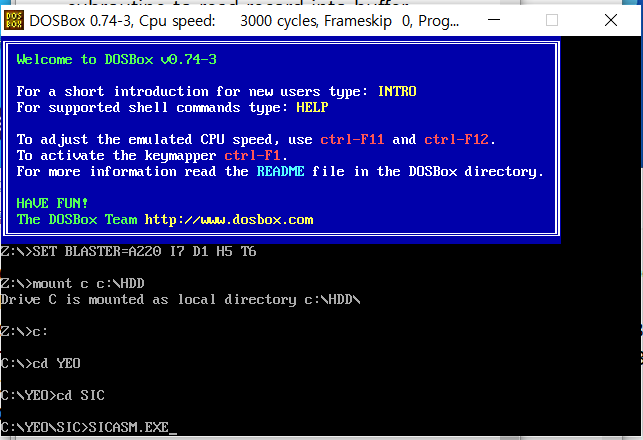 subroutine to read record into buffer
DOS BOX
DOSBox 0.74-3, Cpu speed: 3000 cycles, Frameskip 0, Prog...
Welcome to DOSBox v0.74-3
For a short introduction for new users type: INTRO
For supported shell commands type: HELP
To adjust the emulated CPU speed, use ctrl-F11 and ctrl-F12.
To activate the keymapper ctrl-F1.
For more information read the README file in the DOSBox directory.
HAVE FUN!
The DOSBox Team http://www.dosbox.com
Z:\>SET BLASTER=A220 I7 D1 H5 T6
Z:\>mount c c:\HDD
Drive C is mounted as local directory c:\HDD\
Z:\>c:
C:\>cd YEO
C:\YEO>cd SIC
C:\YEO\SIC>SICASM.EXE_